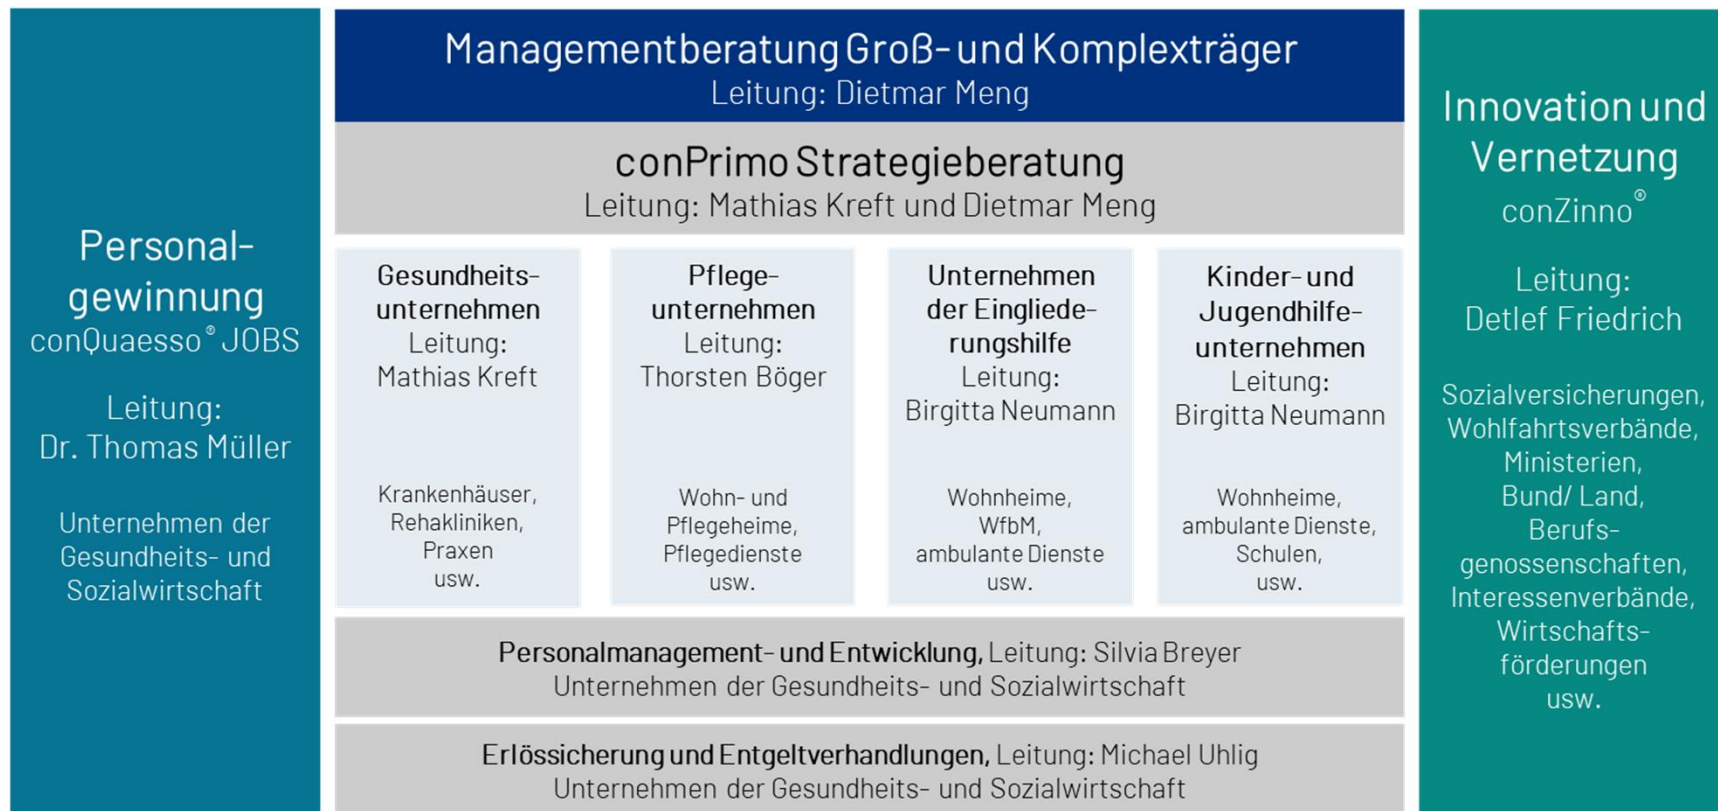 Personal-
gewinnung
conQuaesso® JOBS
Leitung:
Dr. Thomas Müller
Unternehmen der
Gesundheits- und
Sozialwirtschaft
Managementberatung Groß- und Komplexträger
Leitung: Dietmar Meng
conPrimo Strategieberatung
Leitung: Mathias Kreft und Dietmar Meng
Gesundheits-
unternehmen
Leitung:
Mathias Kreft
Krankenhäuser,
Rehakliniken,
Praxen
usw.
Pflege-
unternehmen
Leitung:
Thorsten Böger
Wohn- und
Pflegeheime,
Pflegedienste
usw.
Unternehmen
der Eingliede-
rungshilfe
Leitung:
Birgitta Neumann
Wohnheime,
WfbM,
ambulante Dienste
usw.
Kinder- und
Jugendhilfe-
unternehmen
Leitung:
Birgitta Neumann
Wohnheime,
ambulante Dienste,
Schulen,
usw.
Personalmanagement- und Entwicklung, Leitung: Silvia Breyer
Unternehmen der Gesundheits- und Sozialwirtschaft
Erlössicherung und Entgeltverhandlungen, Leitung: Michael Uhlig
Unternehmen der Gesundheits- und Sozialwirtschaft
Innovation und
Vernetzung
conZinno®
Leitung:
Detlef Friedrich
Sozialversicherungen,
Wohlfahrtsverbände,
Ministerien,
Bund/ Land,
Berufs-
genossenschaften,
Interessenverbände,
Wirtschafts-
förderungen
usw.